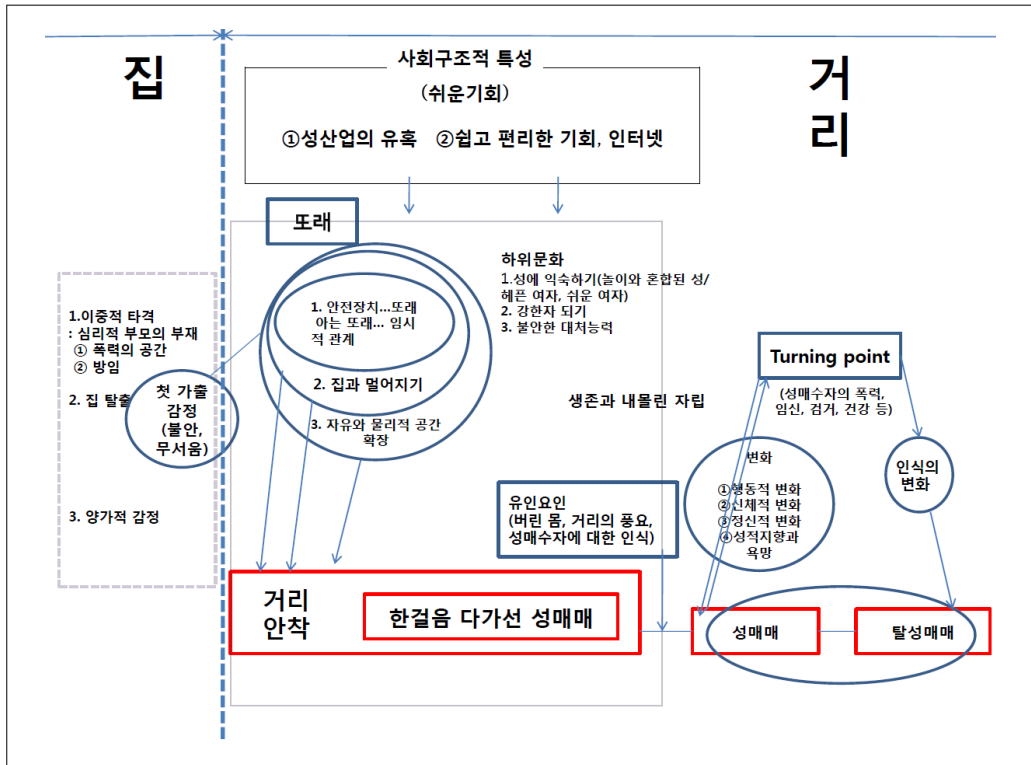 집
거
리
사회구조적 특성
(쉬운기회)
①성산업의 유혹 ②쉽고 편리한 기회, 인터넷
또래
1. 안전장치...또래
아는 또래... 임시
적 관계
2. 집과 멀어지기
3. 자유와 물리적 공간
확장
하위문화
1.성에 익숙하기(놀이와 혼합된 성/
헤픈 여자, 쉬운 여자)
2. 강한자 되기
3. 불안한 대처능력
1.이중적 타격
: 심리적 부모의 부재
① 폭력의 공간
② 방임
2. 집 탈출
3. 양가적 감정
첫 가출
감정
(불안,
무서움)
생존과 내몰린 자립
Turning point
(성매수자의 폭력,
임신, 검거, 건강 등)
변화
①행동적 변화
②신체적 변화
③정신적 변화
④성적지향과
욕망
인식의
변화
유인요인
(버린 몸, 거리의 풍요,
성매수자에 대한 인식)
거리
안착
한걸음 다가선 성매매
성매매
탈성매매